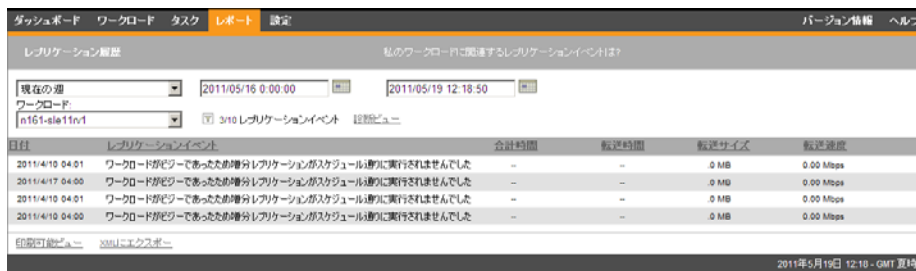 ダッシュボード ワークロード タスク レポート 設定 バージョン情報 ヘルプ
レプリケーション履歴 私のワークロードに関連するレプリケーションイベントは?
現在の週 2011/05/16 0:00:00 2011/05/19 12:18:50
ワークロード:
n161-sle11rv1 3/10 レプリケーションイベント 診断ビュー
日付 レプリケーションイベント 合計時間 転送時間 転送サイズ 転送速度
2011/4/10 04:01 ワークロードがビジーであったため増分レプリケーションがスケジュール通りに実行されませんでした -- -- .0 MB 0.00 Mbps
2011/4/17 04:00 ワークロードがビジーであったため増分レプリケーションがスケジュール通りに実行されませんでした -- -- .0 MB 0.00 Mbps
2011/4/10 04:01 ワークロードがビジーであったため増分レプリケーションがスケジュール通りに実行されませんでした -- -- .0 MB 0.00 Mbps
2011/4/10 04:00 ワークロードがビジーであったため増分レプリケーションがスケジュール通りに実行されませんでした -- -- .0 MB 0.00 Mbps
印刷可能ビュー XMLにエクスポー
2011年5月19日 12:18 - GMT 夏時